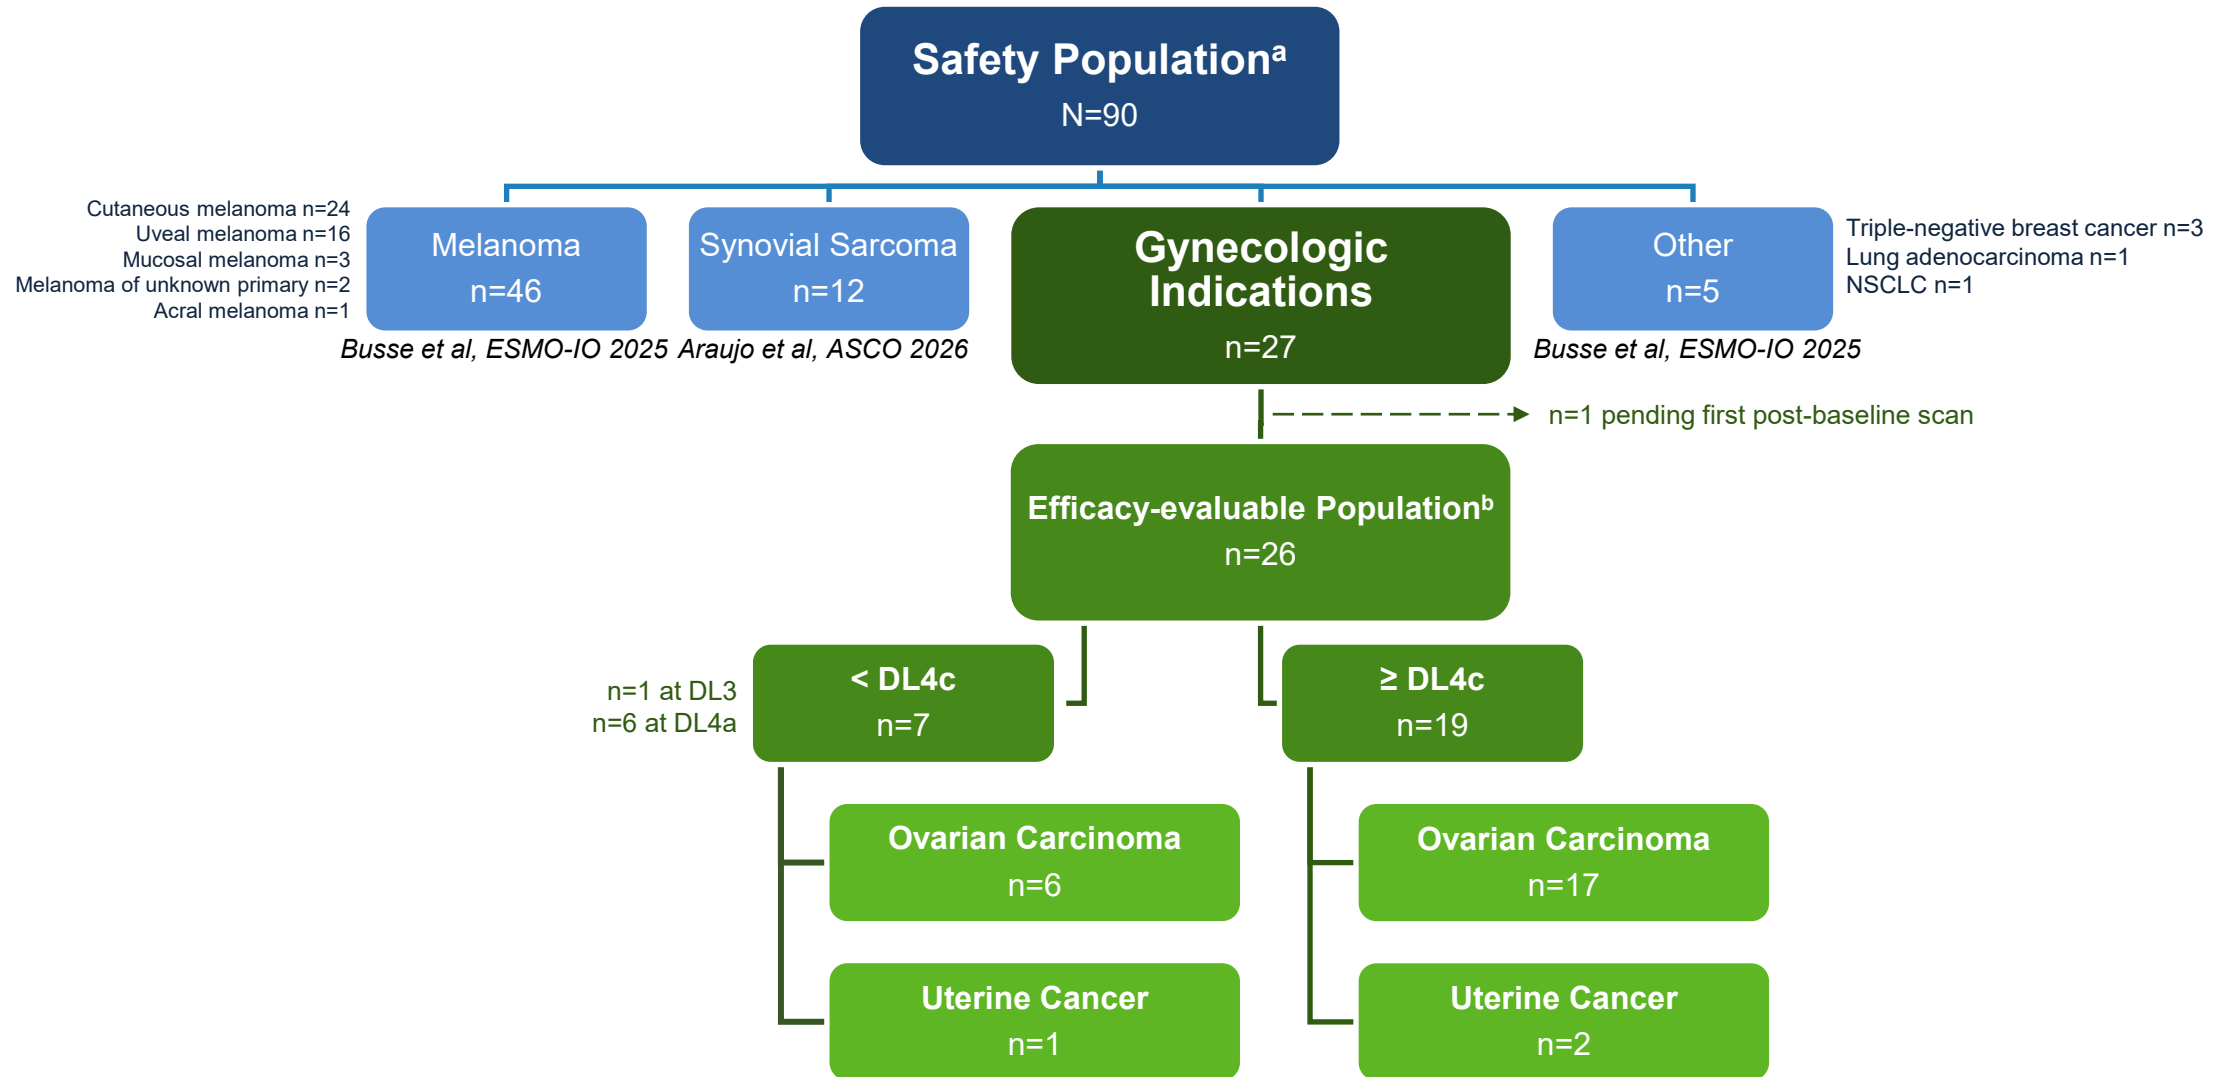 Safety Populationᵃ
N=90
Cutaneous melanoma n=24
Uveal melanoma n=16
Mucosal melanoma n=3
Melanoma of unknown primary n=2
Acral melanoma n=1
Melanoma
n=46
Busse et al, ESMO-IO 2025
Synovial Sarcoma
n=12
Araujo et al, ASCO 2026
Gynecologic
Indications
n=27
Other
n=5
Busse et al, ESMO-IO 2025
Triple-negative breast cancer n=3
Lung adenocarcinoma n=1
NSCLC n=1
n=1 pending first post-baseline scan
Efficacy-evaluable Populationᵇ
n=26
n=1 at DL3
n=6 at DL4a
< DL4c
n=7
≥ DL4c
n=19
Ovarian Carcinoma
n=6
Ovarian Carcinoma
n=17
Uterine Cancer
n=1
Uterine Cancer
n=2